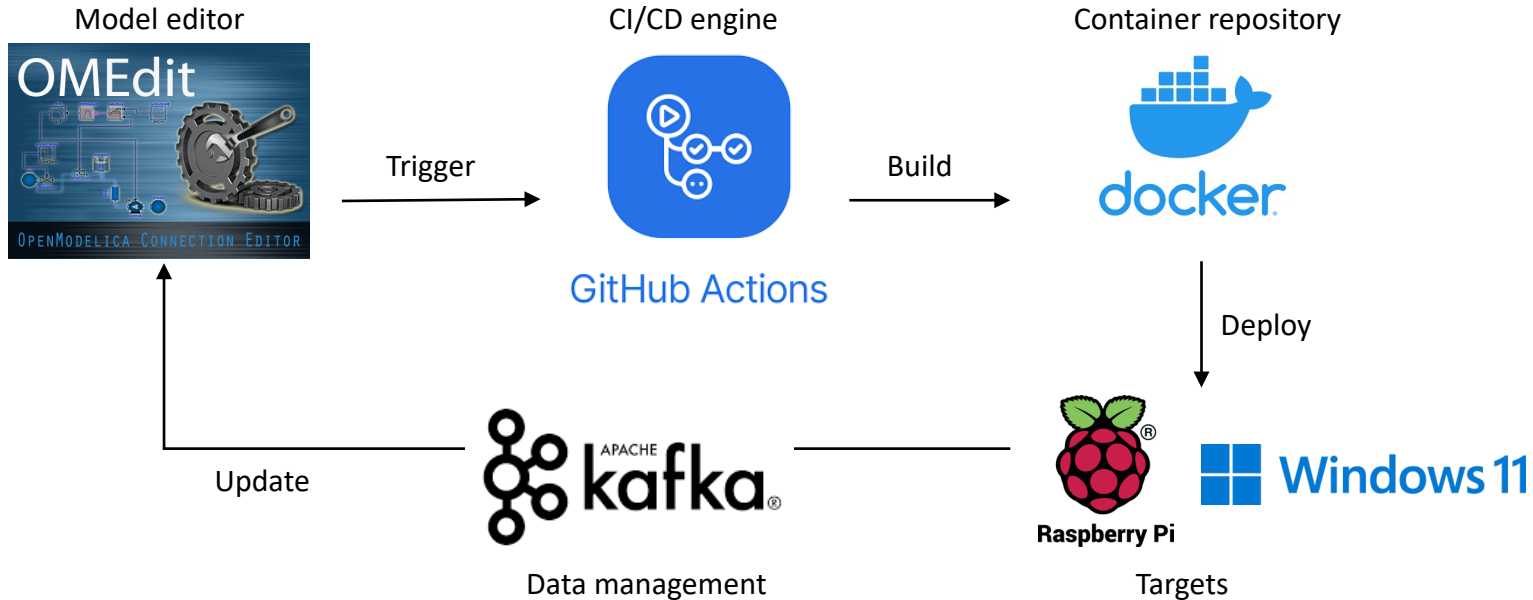 Model editor
CI/CD engine
Container repository
OMEdit
OPENMODELICA CONNECTION EDITOR
Trigger
GitHub Actions
Build
docker
Deploy
Update
APACHE
kafka®
®
Raspberry Pi
Windows 11
Data management
Targets